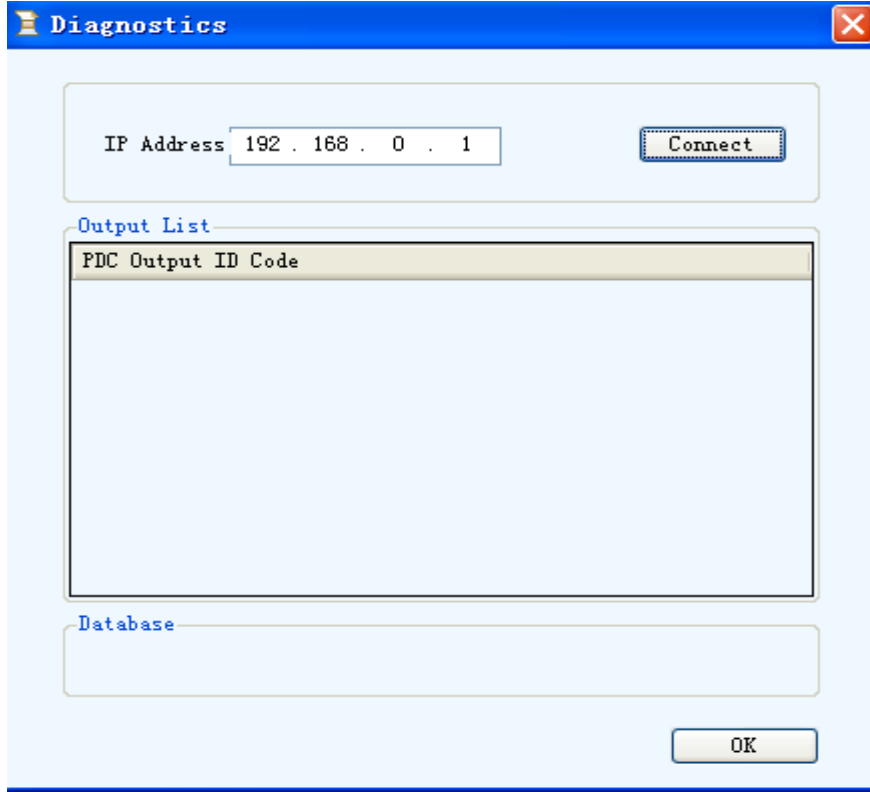 Diagnostics
IP Address 192 . 168 . 0 . 1 Connect
Output List
PDC Output ID Code
Database
OK